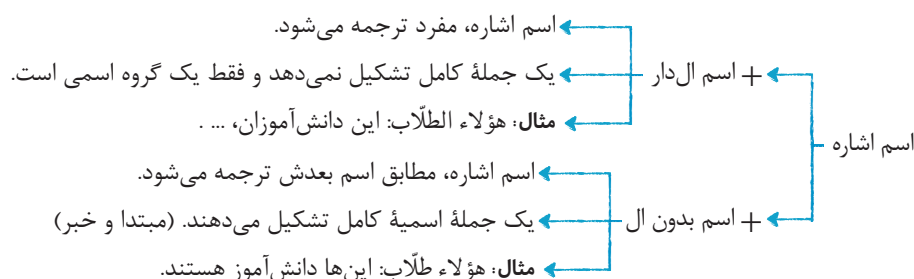 اسم اشاره
+ اسم ال‌دار
اسم اشاره، مفرد ترجمه می‌شود.
یک جملهٔ کامل تشکیل نمی‌دهد و فقط یک گروه اسمی است.
مثال: هؤلاء الطلّاب: این دانش‌آموزان، ... .
+ اسم بدون ال
اسم اشاره، مطابق اسم بعدش ترجمه می‌شود.
یک جملهٔ اسمیهٔ کامل تشکیل می‌دهند. (مبتدا و خبر)
مثال: هؤلاء طلّاب: این‌ها دانش‌آموز هستند.